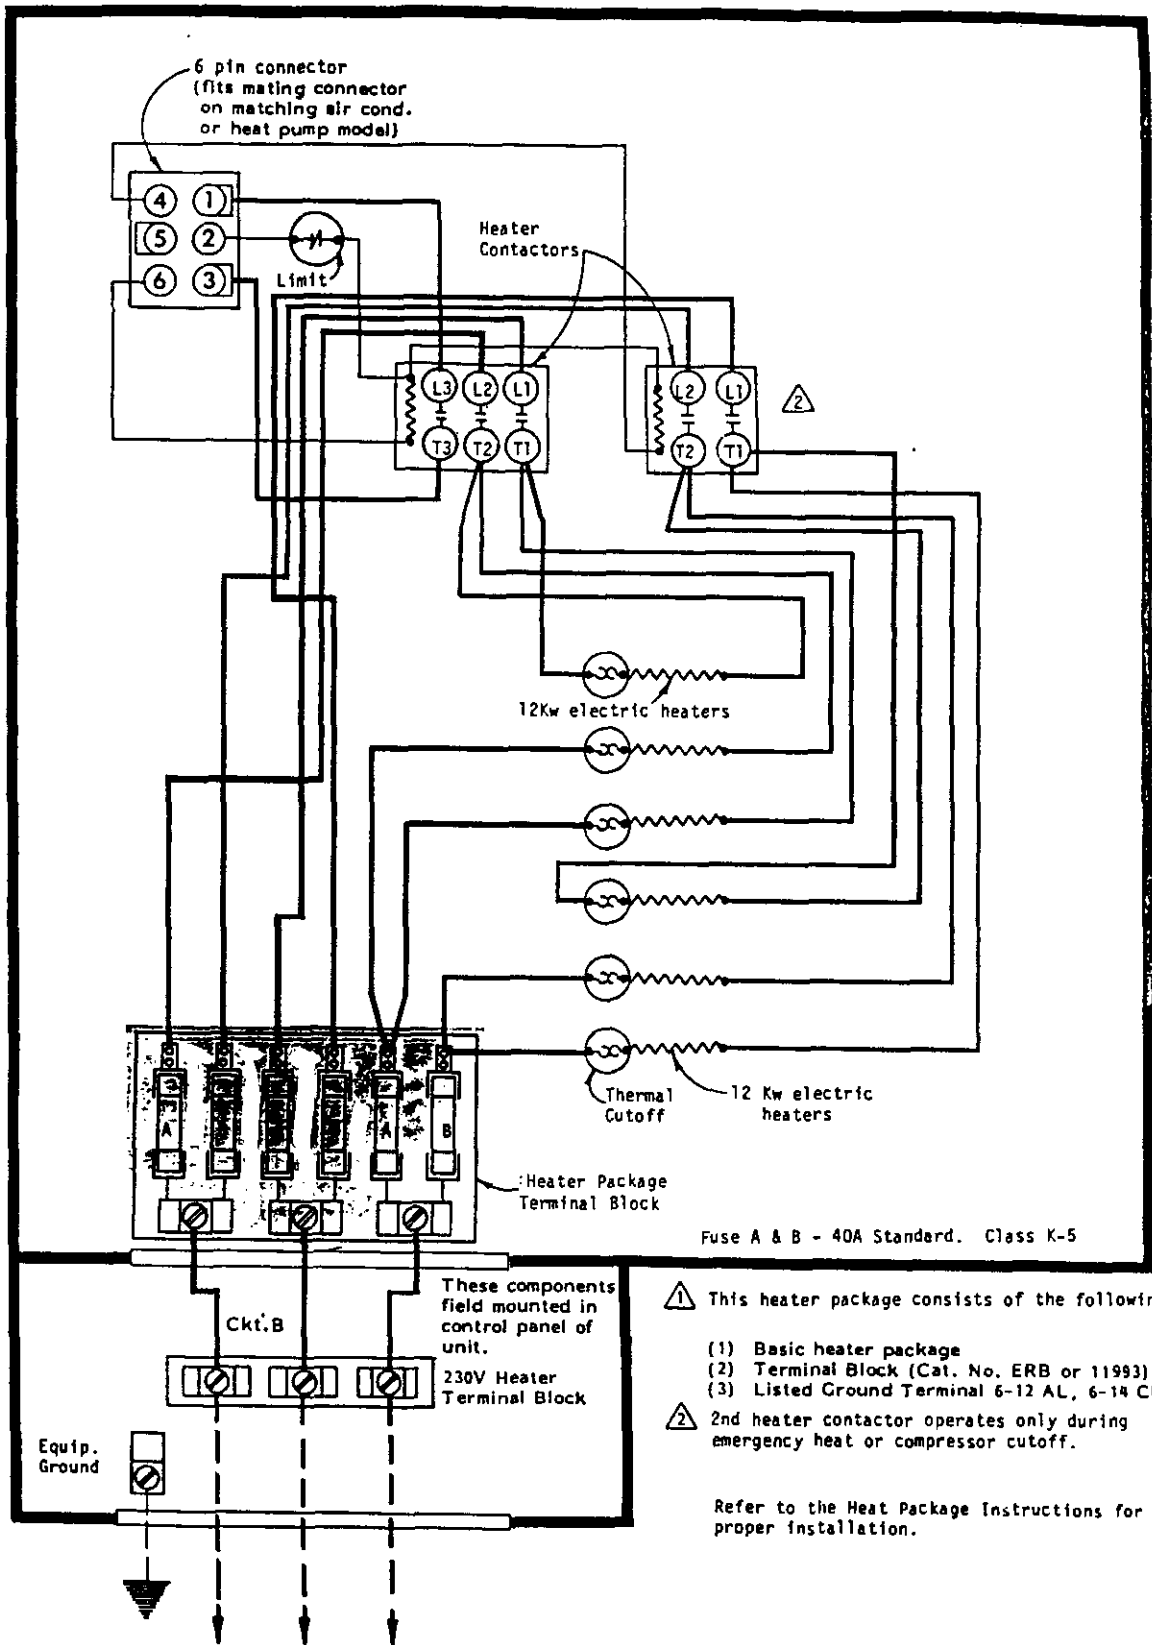 6 pin connector
(fits mating connector
on matching air cond.
or heat pump model)
4 1
5 2
6 3
Limit
Heater
Contactors
L3 L2 L1
T3 T2 T1
L2 L1
T2 T1
2
12Kw electric heaters
Thermal
Cutoff
12 Kw electric
heaters
A
A
B
Heater Package
Terminal Block
Fuse A & B - 40A Standard. Class K-5
These components
field mounted in
control panel of
unit.
Ckt.B
230V Heater
Terminal Block
Equip.
Ground
1 This heater package consists of the followin
(1) Basic heater package
(2) Terminal Block (Cat. No. ERB or 11993)
(3) Listed Ground Terminal 6-12 AL, 6-14 C
2 2nd heater contactor operates only during
emergency heat or compressor cutoff.
Refer to the Heat Package Instructions for
proper installation.